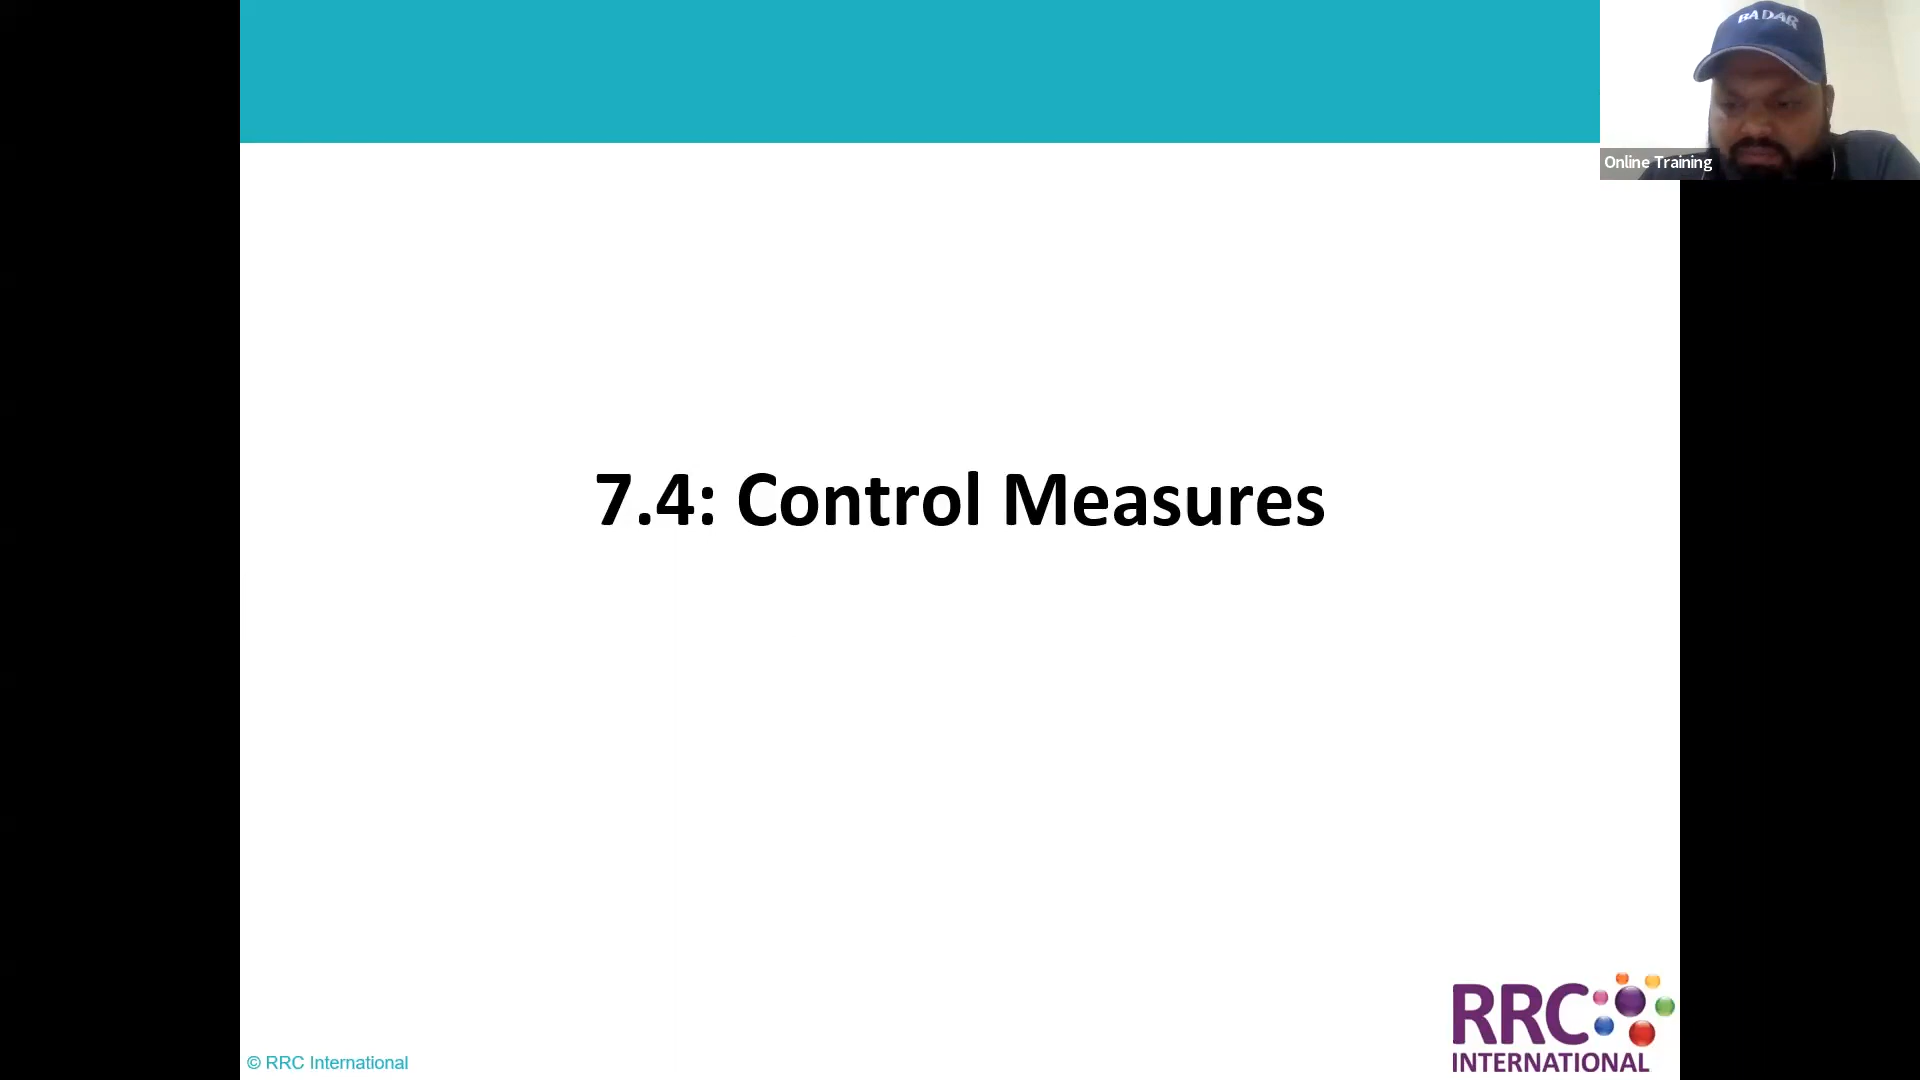 BADAR
Online Training
7.4: Control Measures
© RRC International
RRC
INTERNATIONAL